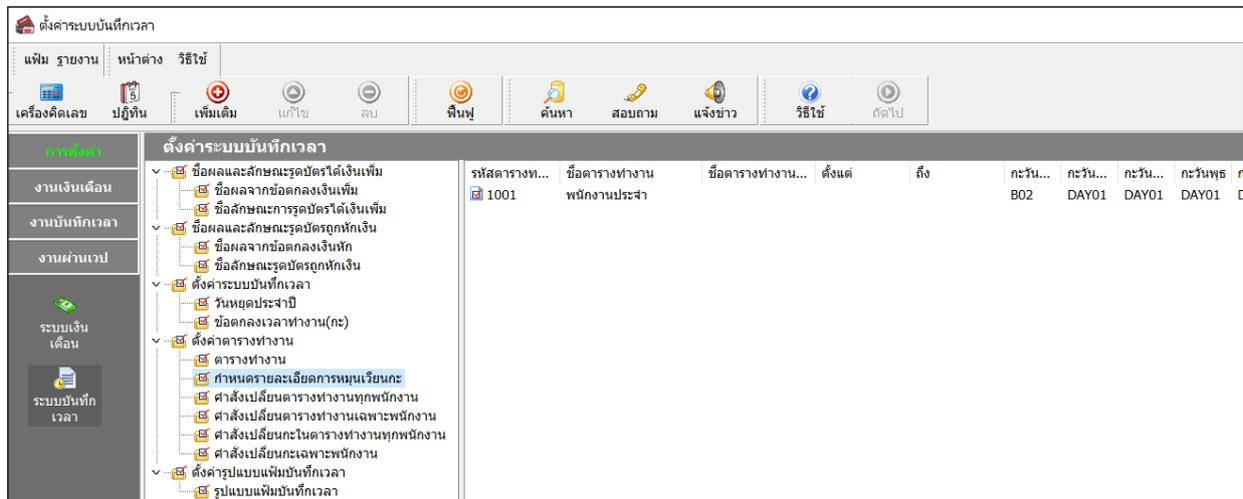 ตั้งค่าระบบบันทึกเวลา
แฟ้ม รายงาน หน้าต่าง วิธีใช้
เครื่องคิดเลข ปฏิทิน เพิ่มเติม แก้ไข ลบ ฟื้นฟู ค้นหา สอบถาม แจ้งข่าว วิธีใช้ ถัดไป
การตั้งค่า
งานเงินเดือน
งานบันทึกเวลา
งานผ่านเวป
ระบบเงิน
เดือน
ระบบบันทึก
เวลา
ตั้งค่าระบบบันทึกเวลา
ชื่อผลและลักษณะรูดบัตรได้เงินเพิ่ม
ชื่อผลจากข้อตกลงเงินเพิ่ม
ชื่อลักษณะการรูดบัตรได้เงินเพิ่ม
ชื่อผลและลักษณะรูดบัตรถูกหักเงิน
ชื่อผลจากข้อตกลงเงินหัก
ชื่อลักษณะรูดบัตรถูกหักเงิน
ตั้งค่าระบบบันทึกเวลา
วันหยุดประจำปี
ข้อตกลงเวลาทำงาน(กะ)
ตั้งค่าตารางทำงาน
ตารางทำงาน
กำหนดรายละเอียดการหมุนเวียนกะ
คำสั่งเปลี่ยนตารางทำงานทุกพนักงาน
คำสั่งเปลี่ยนตารางทำงานเฉพาะพนักงาน
คำสั่งเปลี่ยนกะในตารางทำงานทุกพนักงาน
คำสั่งเปลี่ยนกะเฉพาะพนักงาน
ตั้งค่ารูปแบบแฟ้มบันทึกเวลา
รูปแบบแฟ้มบันทึกเวลา
รหัสตารางท... ชื่อตารางทำงาน ชื่อตารางทำงาน... ตั้งแต่ ถึง กะวัน... กะวัน... กะวัน... กะวันพุธ
1001 พนักงานประจำ B02 DAY01 DAY01 DAY01